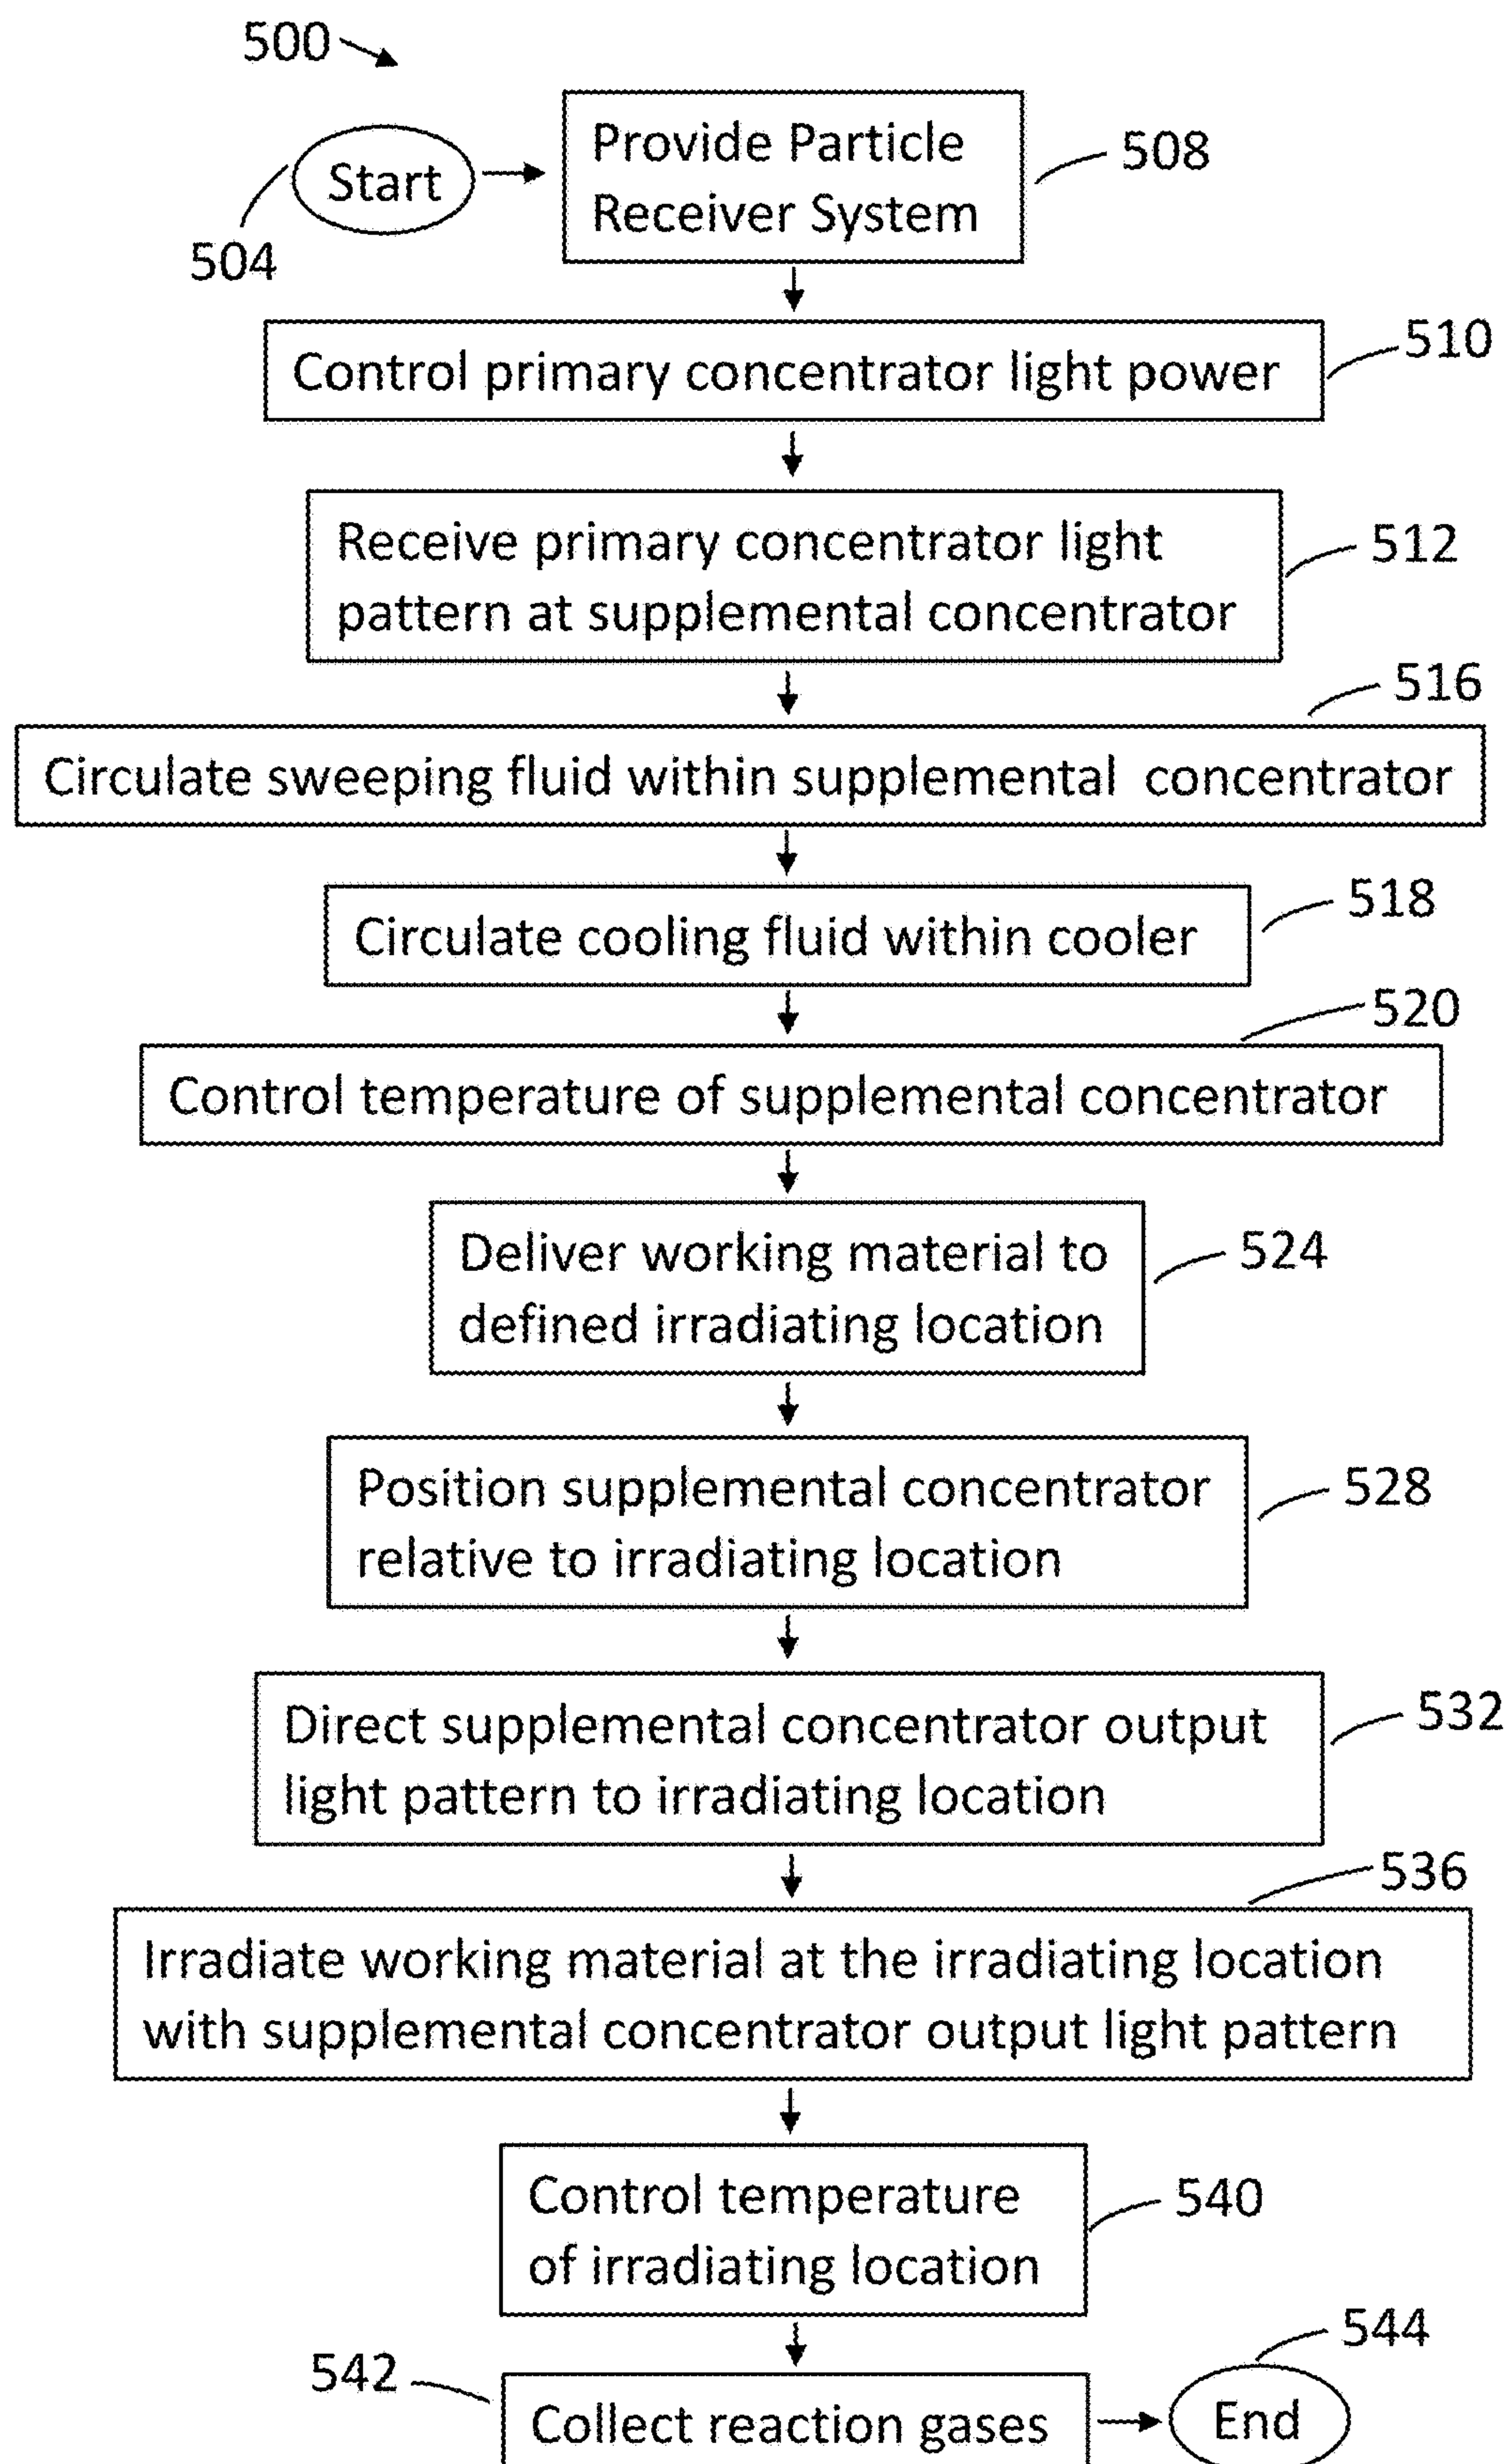 500
Start
504
Provide Particle
Receiver System
508
Control primary concentrator light power
510
Receive primary concentrator light
pattern at supplemental concentrator
512
516
Circulate sweeping fluid within supplemental concentrator
Circulate cooling fluid within cooler
518
520
Control temperature of supplemental concentrator
Deliver working material to
defined irradiating location
524
Position supplemental concentrator
relative to irradiating location
528
Direct supplemental concentrator output
light pattern to irradiating location
532
536
Irradiate working material at the irradiating location
with supplemental concentrator output light pattern
Control temperature
of irradiating location
540
542
Collect reaction gases
544
End